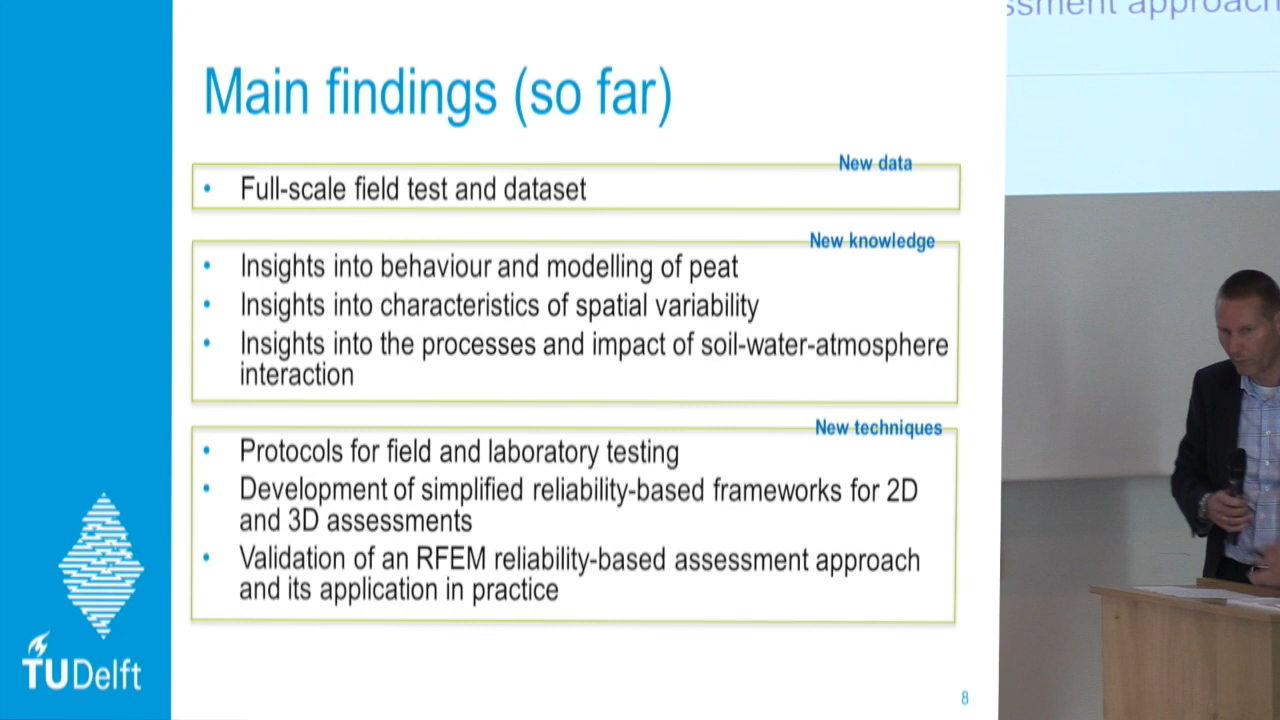 ssment approach
Main findings (so far)
New data
• Full-scale field test and dataset
New knowledge
• Insights into behaviour and modelling of peat
• Insights into characteristics of spatial variability
• Insights into the processes and impact of soil-water-atmosphere
interaction
New techniques
• Protocols for field and laboratory testing
• Development of simplified reliability-based frameworks for 2D
and 3D assessments
• Validation of an RFEM reliability-based assessment approach
and its application in practice
TUDelft
8